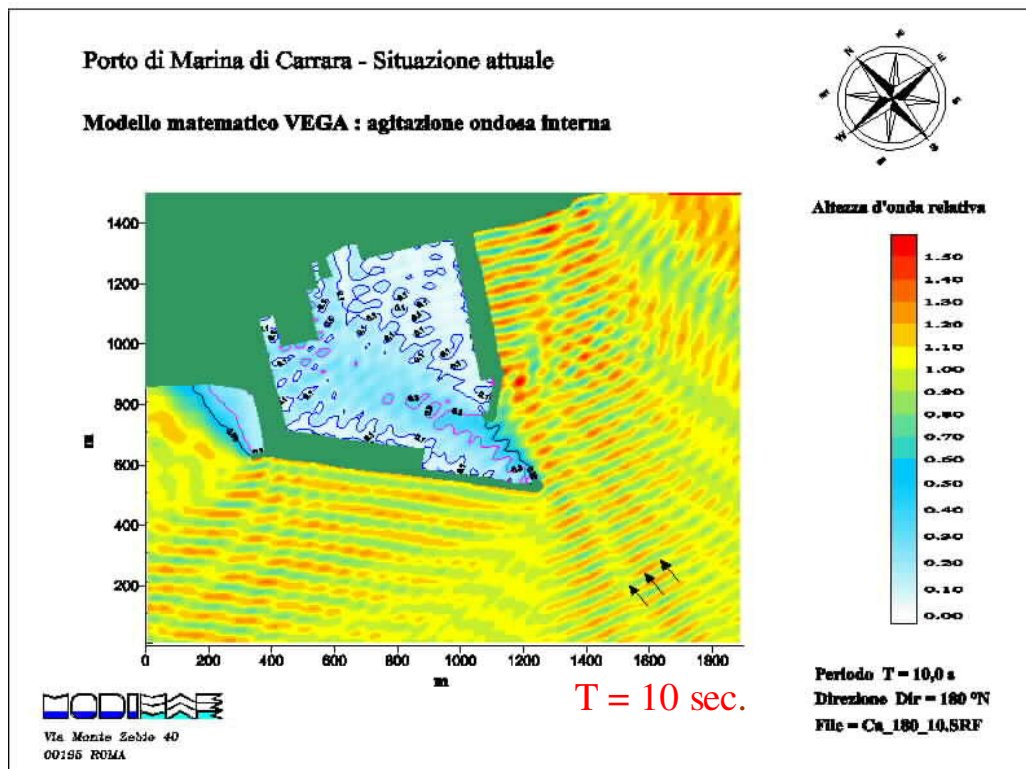 Porto di Marina di Carrara - Situazione attuale
Modello matematico VEGA : agitazione ondosa interna
N
E
S
W
Altezza d'onda relativa
1.50
1.40
1.30
1.20
1.10
1.00
0.90
0.80
0.70
0.60
0.50
0.40
0.30
0.20
0.10
0.00
1400
1200
1000
800
600
400
200
0
m
0 200 400 600 800 1000 1200 1400 1600 1800
m
T = 10 sec.
Periodo T = 10,0 s
Direzione Dir = 180 °N
File = Ca_180_10.SRF
MODIMAR
Via Monte Zebio 40
00195 ROMA